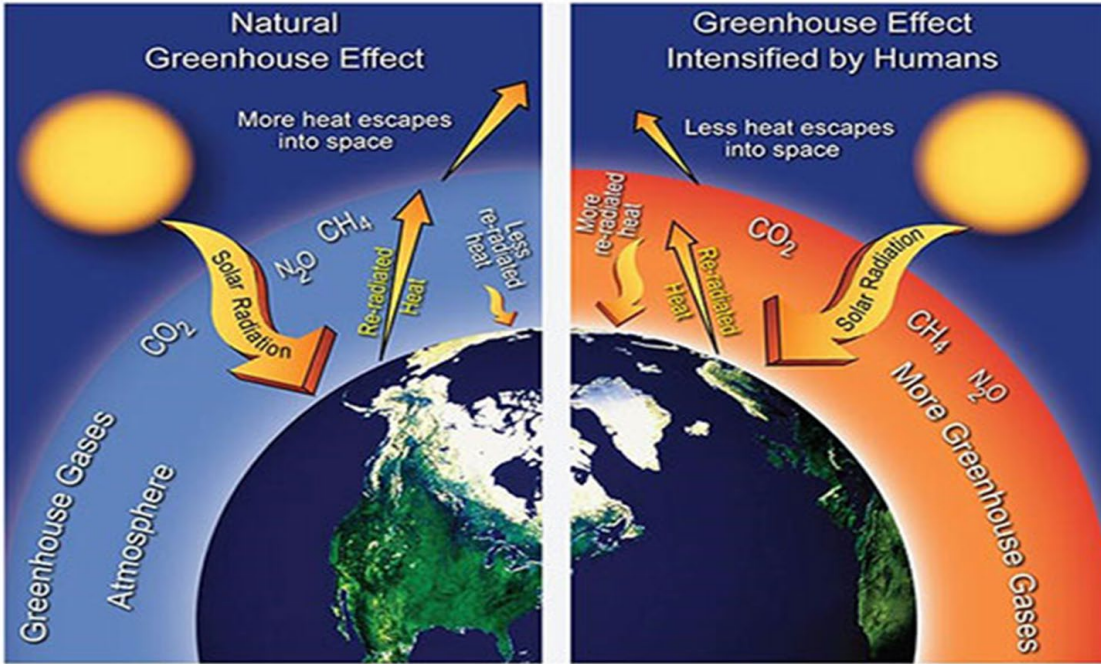 Natural
Greenhouse Effect
More heat escapes
into space
Solar Radiation
CH₄
N₂O
CO₂
Re-radiated
Heat
Less
re-radiated
heat
Greenhouse Gases
Atmosphere
Greenhouse Effect
Intensified by Humans
Less heat escapes
into space
More
re-radiated
heat
Re-radiated
Heat
CO₂
Solar Radiation
CH₄
N₂O
More Greenhouse Gases